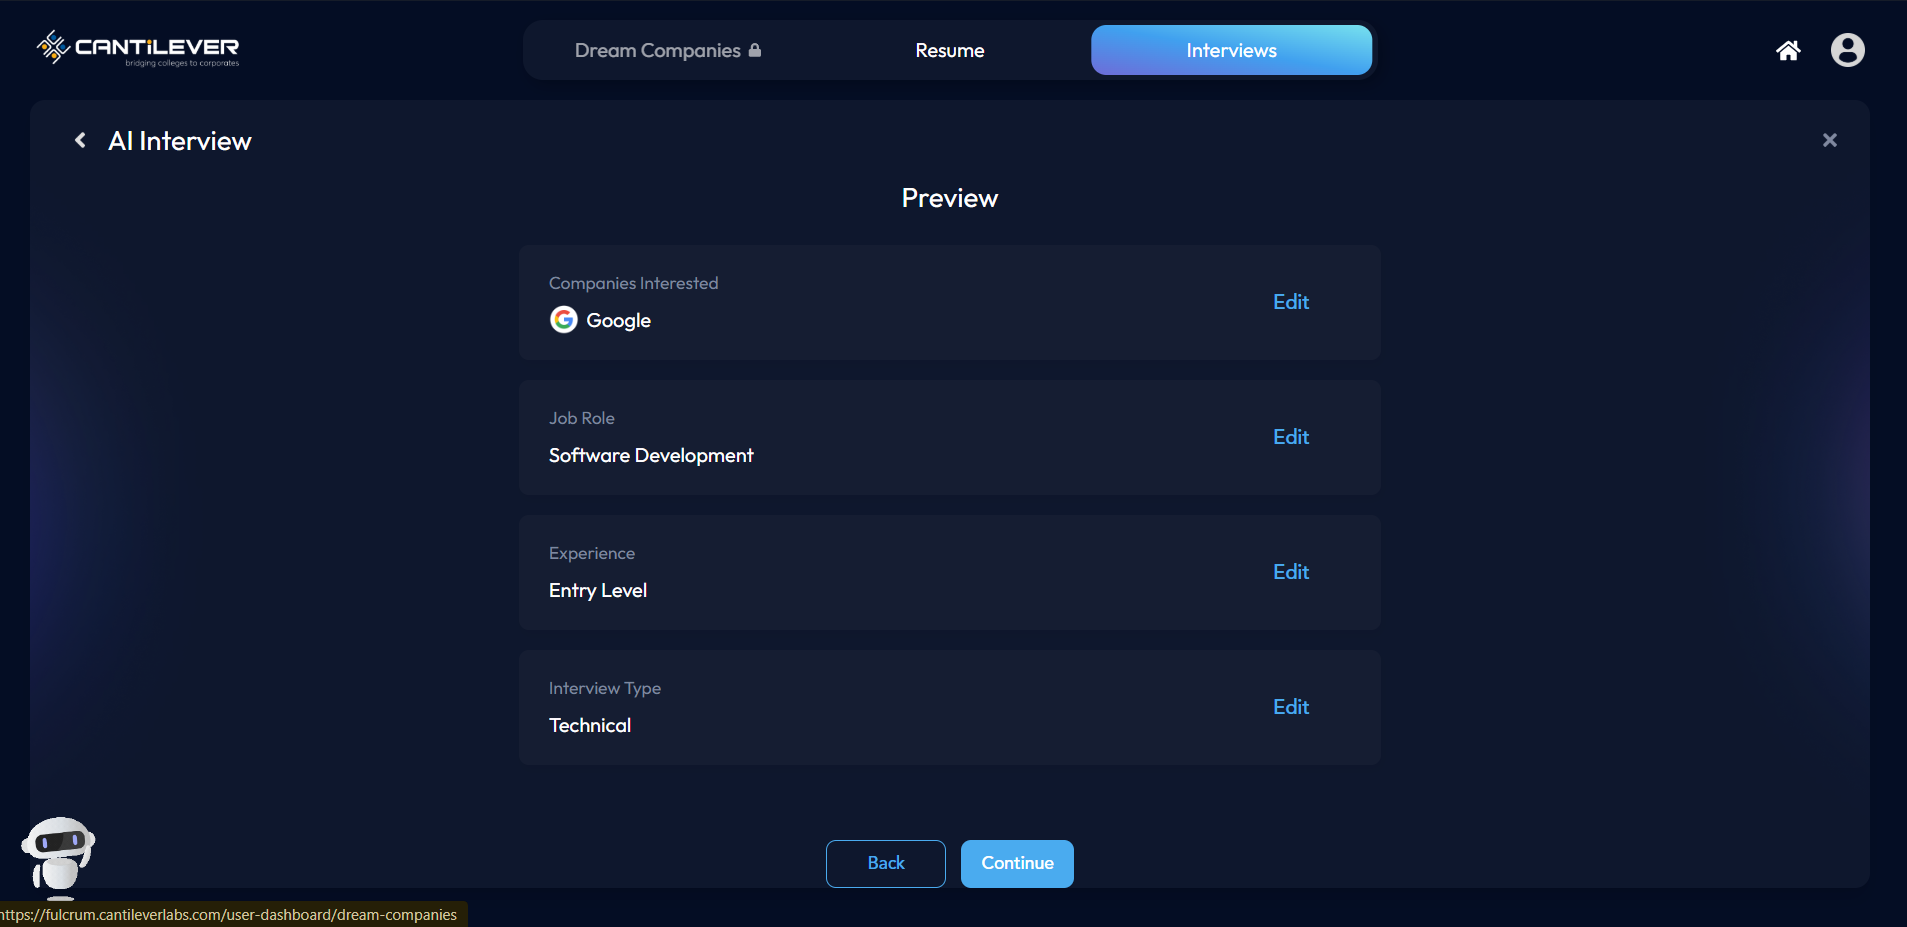 CANTILEVER
bridging colleges to corporates
Dream Companies
Resume
Interviews
AI Interview
Preview
Companies Interested
Google
Edit
Job Role
Software Development
Edit
Experience
Entry Level
Edit
Interview Type
Technical
Edit
Back
Continue
https://fulcrum.cantileverlabs.com/user-dashboard/dream-companies